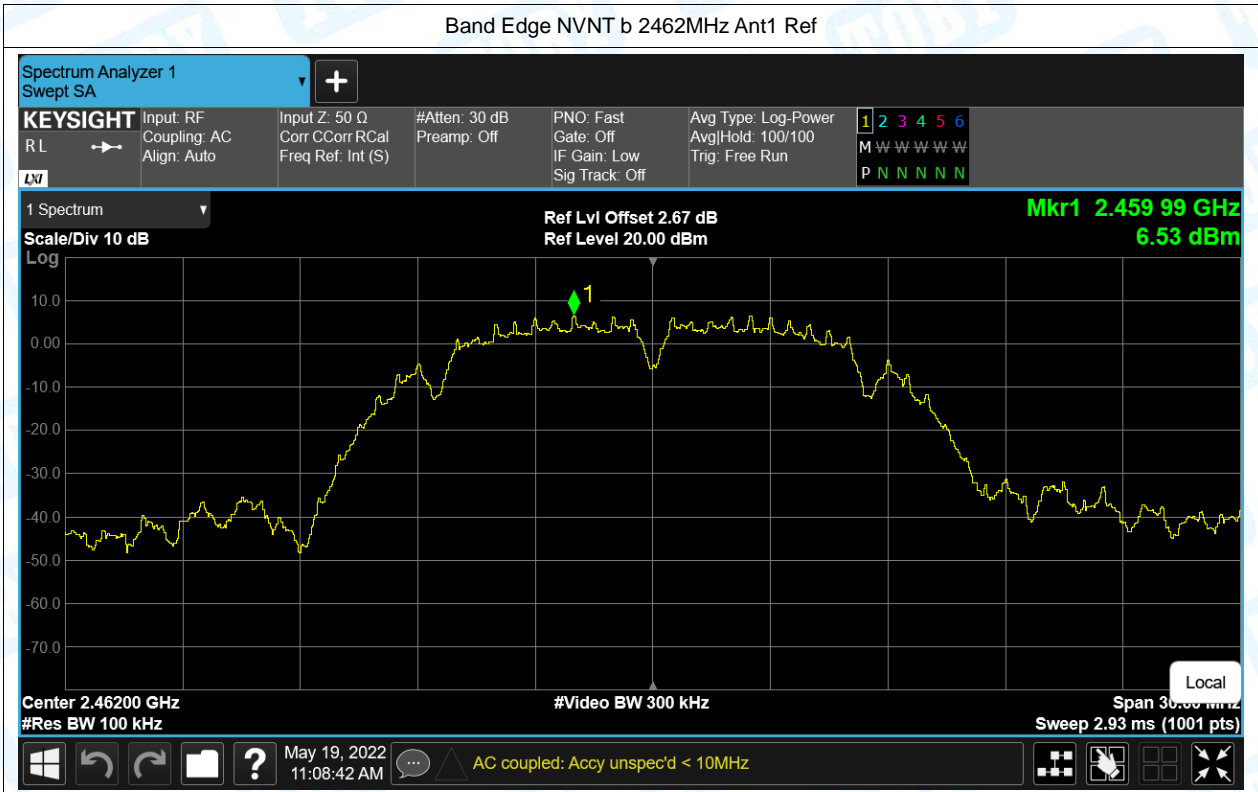 Band Edge NVNT b 2462MHz Ant1 Ref
Spectrum Analyzer 1
Swept SA
KEYSIGHT Input: RF Input Z: 50 Ω #Atten: 30 dB PNO: Fast Avg Type: Log-Power 1 2 3 4 5 6
RL Coupling: AC Corr CCorr RCal Preamp: Off Gate: Off Avg|Hold: 100/100 M W W W W W
Align: Auto Freq Ref: Int (S) IF Gain: Low Trig: Free Run
LXI Sig Track: Off P N N N N N
1 Spectrum Ref Lvl Offset 2.67 dB Mkr1 2.459 99 GHz
Scale/Div 10 dB Ref Level 20.00 dBm 6.53 dBm
Log
1
10.0
0.00
-10.0
-20.0
-30.0
-40.0
-50.0
-60.0
-70.0
Local
Center 2.46200 GHz #Video BW 300 kHz Span 30.00 MHz
#Res BW 100 kHz Sweep 2.93 ms (1001 pts)
May 19, 2022
11:08:42 AM
AC coupled: Accy unspec'd < 10MHz